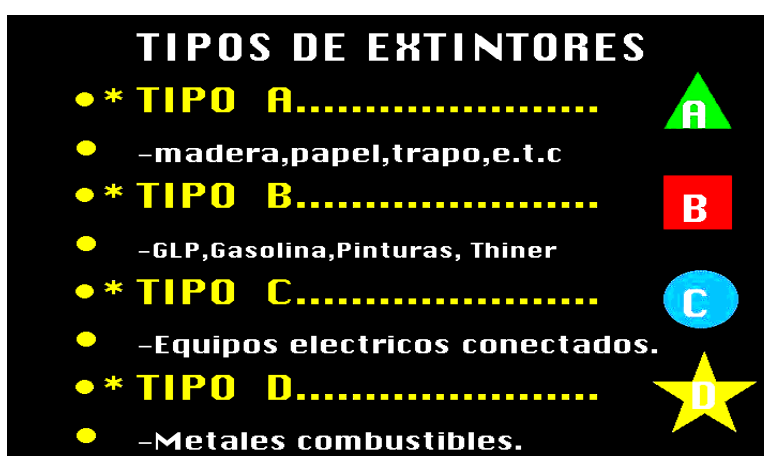 TIPOS DE EXTINTORES
* TIPO A...................... A
-madera,papel,trapo,e.t.c
* TIPO B...................... B
-GLP,Gasolina,Pinturas, Thiner
* TIPO C...................... C
-Equipos electricos conectados.
* TIPO D...................... D
-Metales combustibles.